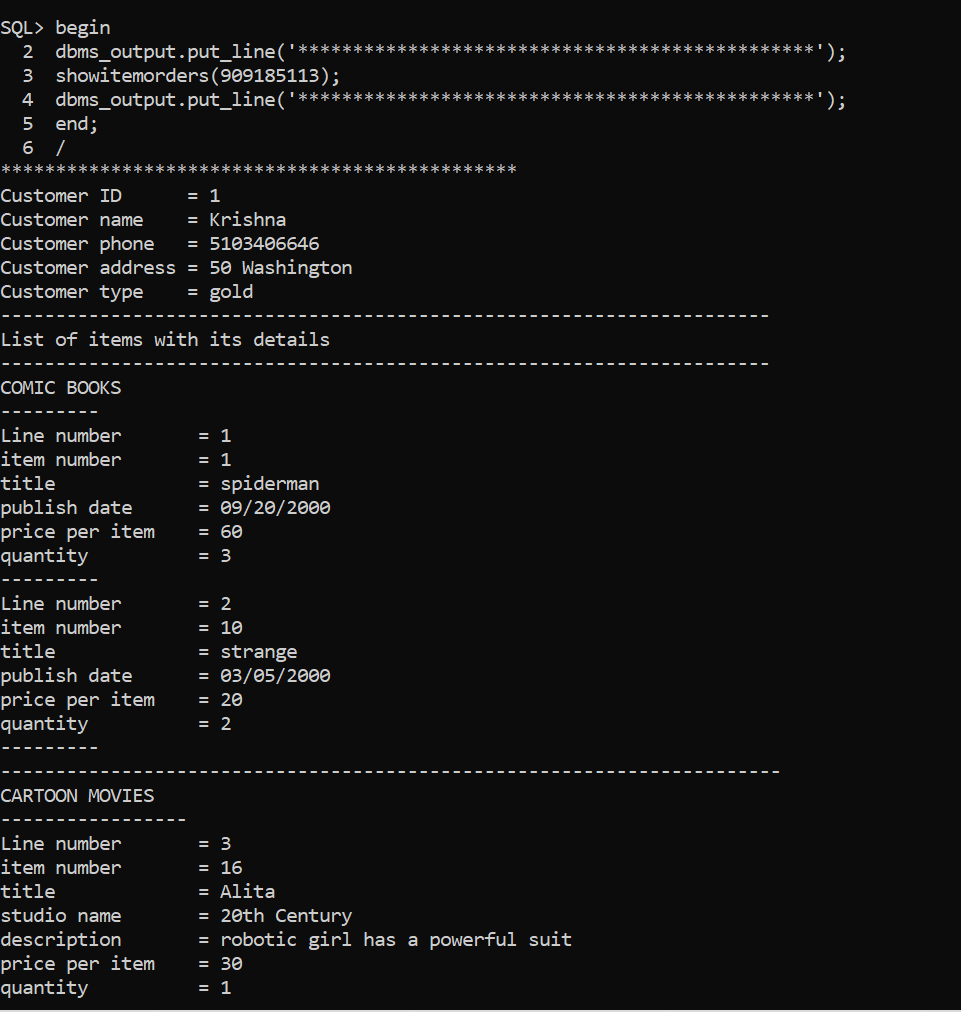 SQL> begin
  2  dbms_output.put_line('***********************************************');
  3  showitemorders(909185113);
  4  dbms_output.put_line('***********************************************');
  5  end;
  6  /
***********************************************
Customer ID      = 1
Customer name    = Krishna
Customer phone   = 5103406646
Customer address = 50 Washington
Customer type    = gold
----------------------------------------------------------------------
List of items with its details
----------------------------------------------------------------------
COMIC BOOKS
---------
Line number       = 1
item number       = 1
title             = spiderman
publish date      = 09/20/2000
price per item    = 60
quantity          = 3
---------
Line number       = 2
item number       = 10
title             = strange
publish date      = 03/05/2000
price per item    = 20
quantity          = 2
---------
-----------------------------------------------------------------------
CARTOON MOVIES
-----------------
Line number       = 3
item number       = 16
title             = Alita
studio name       = 20th Century
description       = robotic girl has a powerful suit
price per item    = 30
quantity          = 1